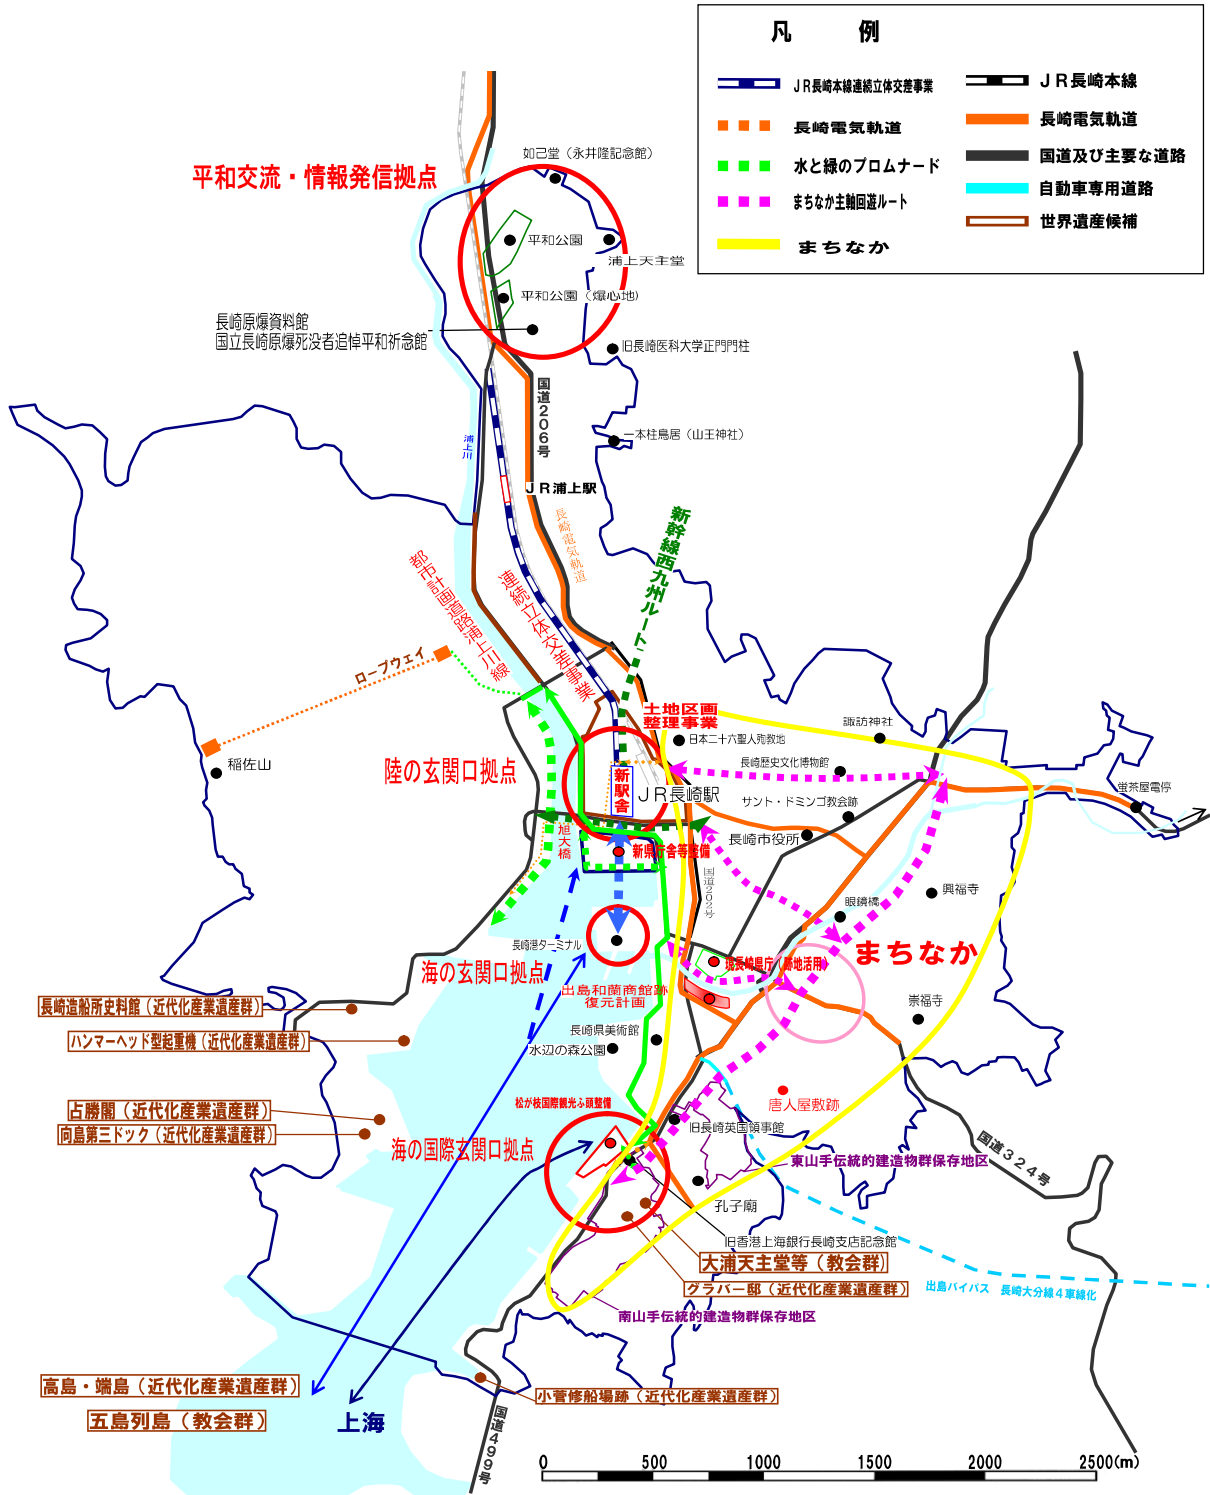 凡 例
ＪＲ長崎本線連続立体交差事業
ＪＲ長崎本線
長崎電気軌道
長崎電気軌道
水と緑のプロムナード
国道及び主要な道路
まちなか主軸回遊ルート
自動車専用道路
まちなか
世界遺産候補
如己堂（永井隆記念館）
平和交流・情報発信拠点
平和公園
浦上天主堂
平和公園（爆心地）
長崎原爆資料館
国立長崎原爆死没者追悼平和祈念館
旧長崎医科大学正門門柱
国道２０６号
一本柱鳥居（山王神社）
浦上川
ＪＲ浦上駅
長崎電気軌道
新幹線西九州ルート
都市計画道路浦上川線
連続立体交差事業
ロープウェイ
稲佐山
土地区画
整理事業
諏訪神社
日本二十六聖人殉教地
長崎歴史文化博物館
陸の玄関口拠点
新駅舎
ＪＲ長崎駅
サント・ドミンゴ教会跡
蛍茶屋電停
旭大橋
長崎市役所
新県庁舎等整備
国道２０２号
興福寺
眼鏡橋
長崎港ターミナル
まちなか
海の玄関口拠点
現長崎県庁（跡地活用）
出島和蘭商館跡
復元計画
長崎造船所史料館（近代化産業遺産群）
崇福寺
長崎県美術館
ハンマーヘッド型起重機（近代化産業遺産群）
水辺の森公園
唐人屋敷跡
松が枝国際観光ふ頭整備
占勝閣（近代化産業遺産群）
向島第三ドック（近代化産業遺産群）
旧長崎英国領事館
海の国際玄関口拠点
国道３２４号
東山手伝統的建造物群保存地区
孔子廟
旧香港上海銀行長崎支店記念館
大浦天主堂等（教会群）
グラバー邸（近代化産業遺産群）
出島バイパス 長崎大分線４車線化
南山手伝統的建造物群保存地区
高島・端島（近代化産業遺産群）
小菅修船場跡（近代化産業遺産群）
五島列島（教会群）
上海
国道４９９号
0 500 1000 1500 2000 2500(m)